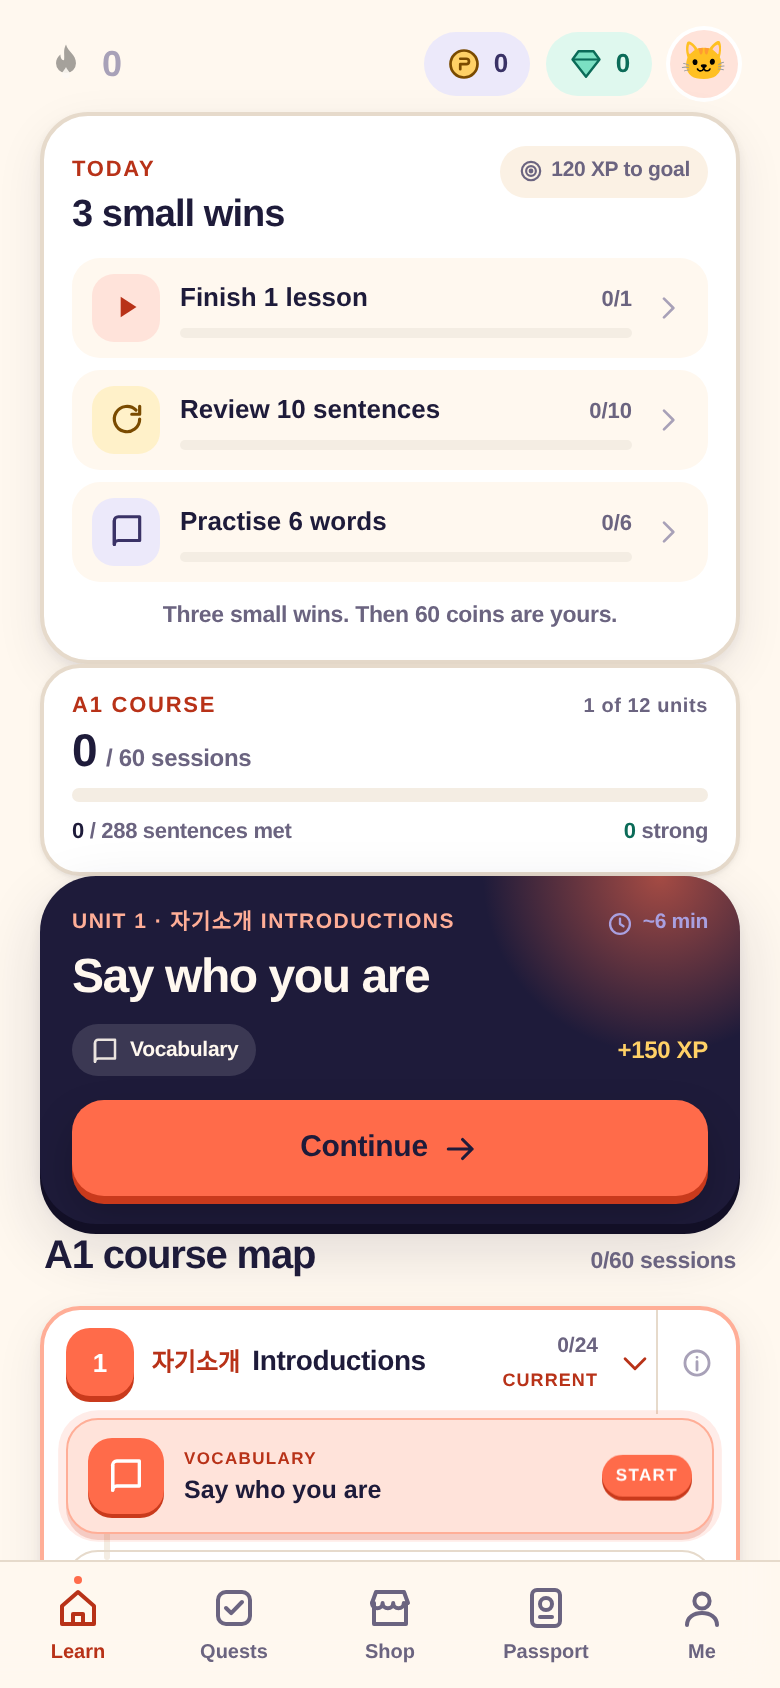 0
0
0
TODAY
120 XP to goal
3 small wins
Finish 1 lesson
0/1
Review 10 sentences
0/10
Practise 6 words
0/6
Three small wins. Then 60 coins are yours.
A1 COURSE
1 of 12 units
0 / 60 sessions
0 / 288 sentences met
0 strong
UNIT 1 · 자기소개 INTRODUCTIONS
~6 min
Say who you are
Vocabulary
+150 XP
Continue
A1 course map
0/60 sessions
1
자기소개 Introductions
0/24
CURRENT
VOCABULARY
Say who you are
START
Learn
Quests
Shop
Passport
Me